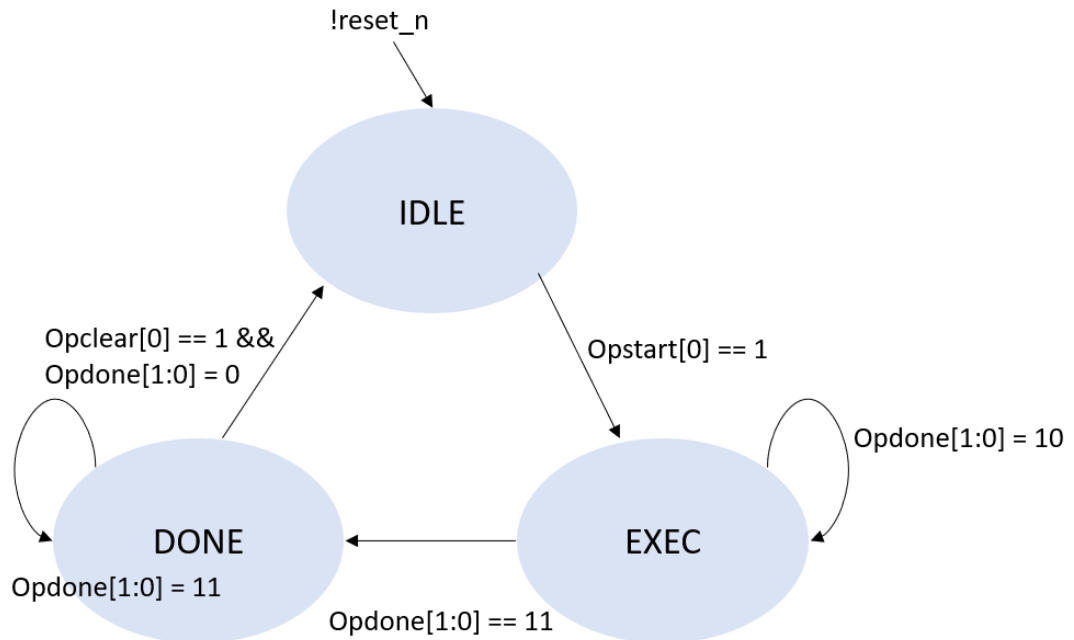 !reset_n
IDLE
Opclear[0] == 1 &&
Opdone[1:0] = 0
Opstart[0] == 1
Opdone[1:0] = 10
DONE
EXEC
Opdone[1:0] = 11
Opdone[1:0] == 11